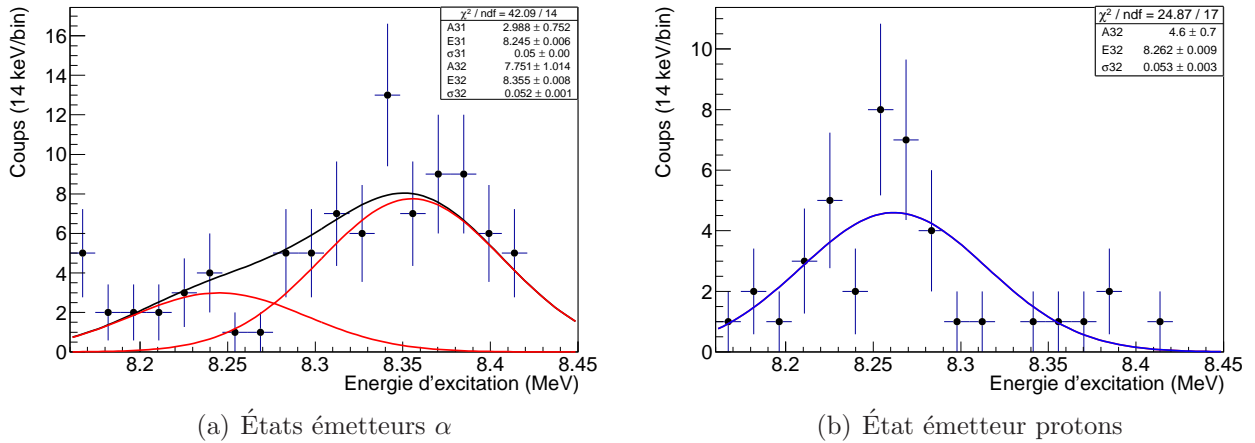 χ² / ndf = 42.09 / 14
A31 2.988 ± 0.752
E31 8.245 ± 0.006
σ31 0.05 ± 0.00
A32 7.751 ± 1.014
E32 8.355 ± 0.008
σ32 0.052 ± 0.001
Coups (14 keV/bin)
16
14
12
10
8
6
4
2
0
8.2 8.25 8.3 8.35 8.4 8.45
Energie d'excitation (MeV)
(a) États émetteurs α
χ² / ndf = 24.87 / 17
A32 4.6 ± 0.7
E32 8.262 ± 0.009
σ32 0.053 ± 0.003
Coups (14 keV/bin)
10
8
6
4
2
0
8.2 8.25 8.3 8.35 8.4 8.45
Energie d'excitation (MeV)
(b) État émetteur protons